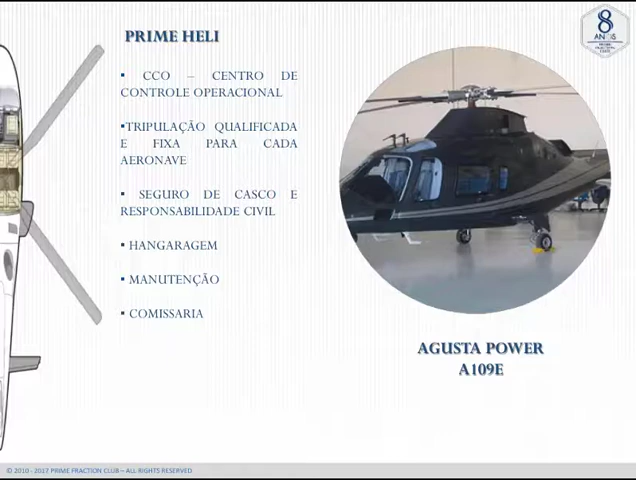 PRIME HELI
▪ CCO – CENTRO DE
CONTROLE OPERACIONAL
▪TRIPULAÇÃO QUALIFICADA
E FIXA PARA CADA
AERONAVE
▪ SEGURO DE CASCO E
RESPONSABILIDADE CIVIL
▪ HANGARAGEM
▪ MANUTENÇÃO
▪ COMISSARIA
8
ANOS
AGUSTA POWER
A109E
© 2010 - 2017 PRIME FRACTION CLUB – ALL RIGHTS RESERVED